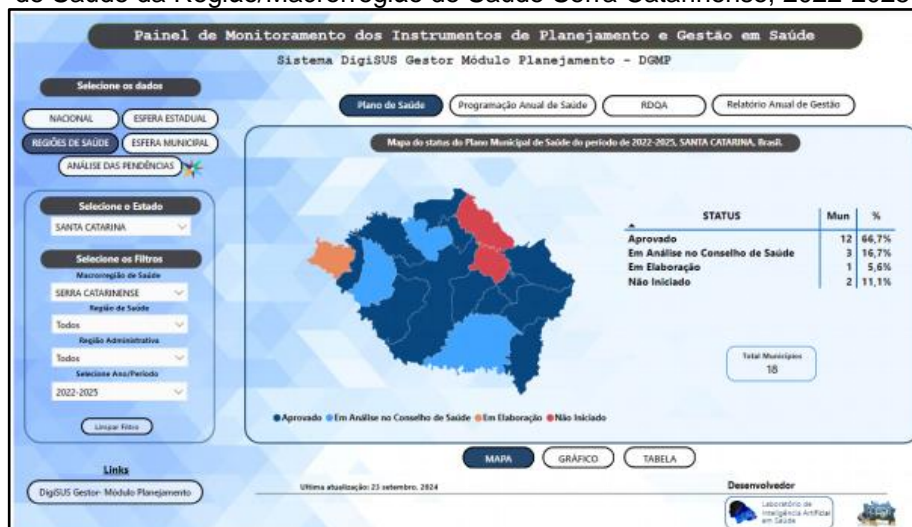 de Saúde da Região/Macrorregião de Saúde Serra Catarinense, 2022-2025
Painel de Monitoramento dos Instrumentos de Planejamento e Gestão em Saúde
Sistema DigiSUS Gestor Módulo Planejamento - DGMP
Selecione os dados
NACIONAL
ESFERA ESTADUAL
REGIÕES DE SAÚDE
ESFERA MUNICIPAL
ANÁLISE DAS PENDÊNCIAS
Plano de Saúde
Programação Anual de Saúde
RDQA
Relatório Anual de Gestão
Mapa do status do Plano Municipal de Saúde do período de 2022-2025, SANTA CATARINA, Brasil.
Selecione o Estado
SANTA CATARINA
Selecione os Filtros
Macrorregião de Saúde
SERRA CATARINENSE
Região de Saúde
Todos
Região Administrativa
Todos
Selecione Ano/Período
2022-2025
Limpar Filtro
STATUS Mun %
Aprovado 12 66,7%
Em Análise no Conselho de Saúde 3 16,7%
Em Elaboração 1 5,6%
Não Iniciado 2 11,1%
Total Municípios
18
Aprovado Em Análise no Conselho de Saúde Em Elaboração Não Iniciado
MAPA
GRÁFICO
TABELA
Links
DigiSUS Gestor- Módulo Planejamento
Ultima atualização: 23 setembro, 2024
Desenvolvedor
Laboratório de
Inteligência Artificial
em Saúde